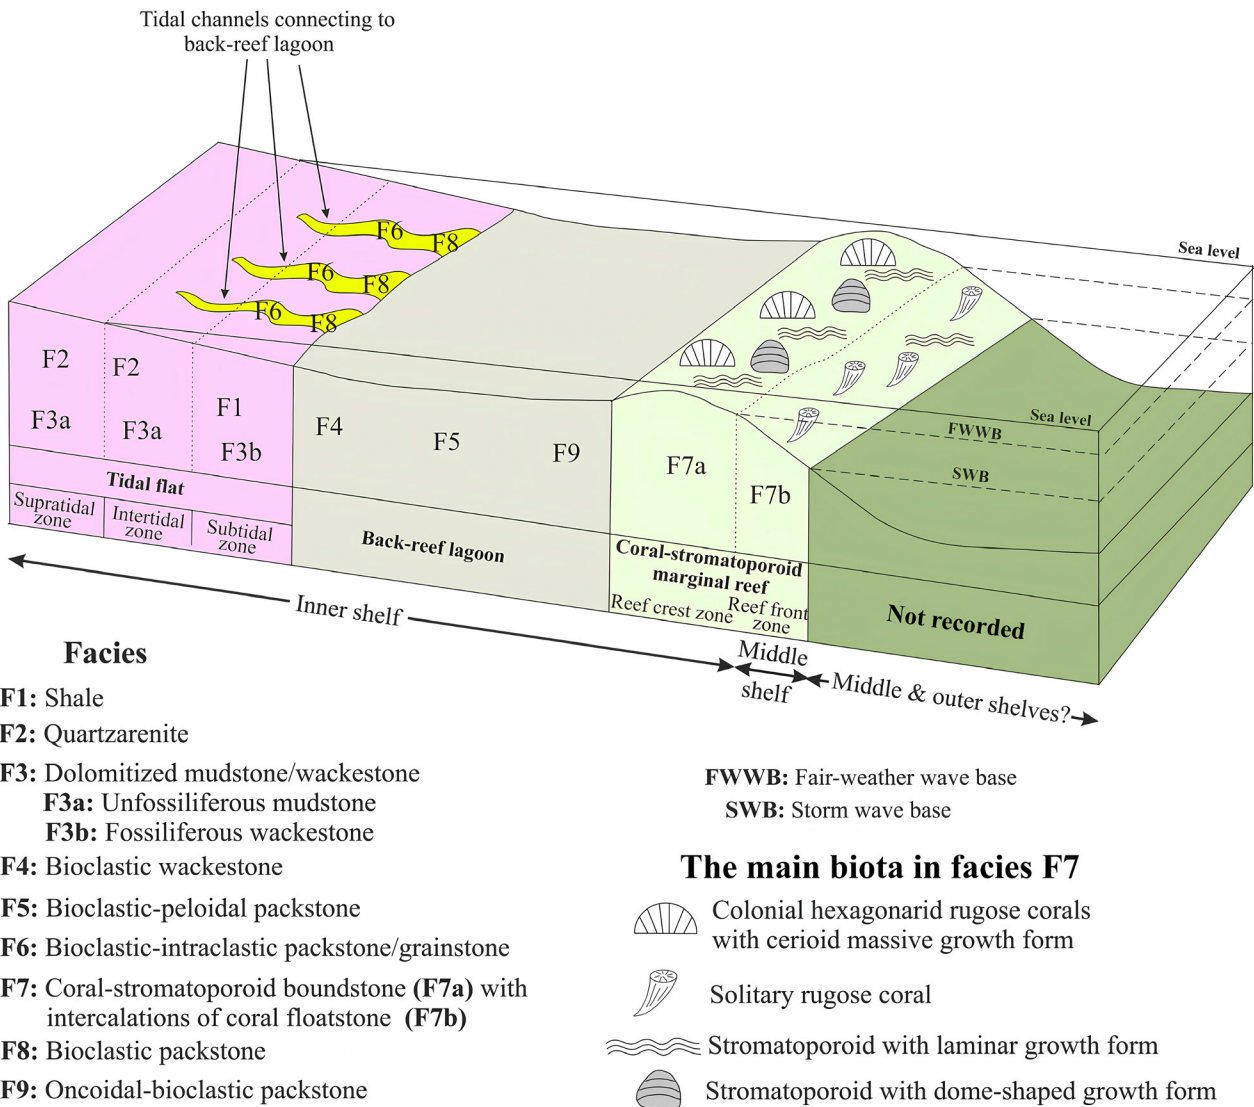 Tidal channels connecting to
back-reef lagoon
Sea level
F6
F8
F6
F8
F6
F8
F2
F2
F3a
F3a
F1
F3b
F4
F5
F9
F7a
F7b
Sea level
FWWB
SWB
Tidal flat
Supratidal
zone
Intertidal
zone
Subtidal
zone
Back-reef lagoon
Coral-stromatoporoid
marginal reef
Reef crest zone
Reef front
zone
Not recorded
Inner shelf
Middle
shelf
Middle & outer shelves?
Facies
F1: Shale
F2: Quartzarenite
F3: Dolomitized mudstone/wackestone
F3a: Unfossiliferous mudstone
F3b: Fossiliferous wackestone
F4: Bioclastic wackestone
F5: Bioclastic-peloidal packstone
F6: Bioclastic-intraclastic packstone/grainstone
F7: Coral-stromatoporoid boundstone (F7a) with
intercalations of coral floatstone (F7b)
F8: Bioclastic packstone
F9: Oncoidal-bioclastic packstone
FWWB: Fair-weather wave base
SWB: Storm wave base
The main biota in facies F7
Colonial hexagonarid rugose corals
with cerioid massive growth form
Solitary rugose coral
Stromatoporoid with laminar growth form
Stromatoporoid with dome-shaped growth form